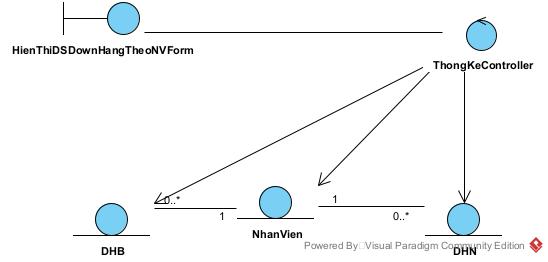 HienThiDSDownHangTheoNVForm
ThongKeController
0..*
1
1
0..*
DHB
NhanVien
DHN
Powered By Visual Paradigm Community Edition